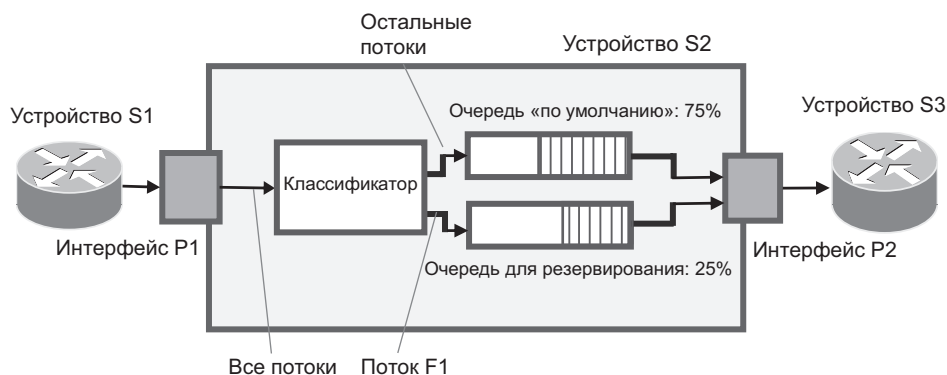 Остальные
потоки
Устройство S2
Устройство S1
Очередь «по умолчанию»: 75%
Устройство S3
Классификатор
Интерфейс P1
Интерфейс P2
Очередь для резервирования: 25%
Все потоки
Поток F1